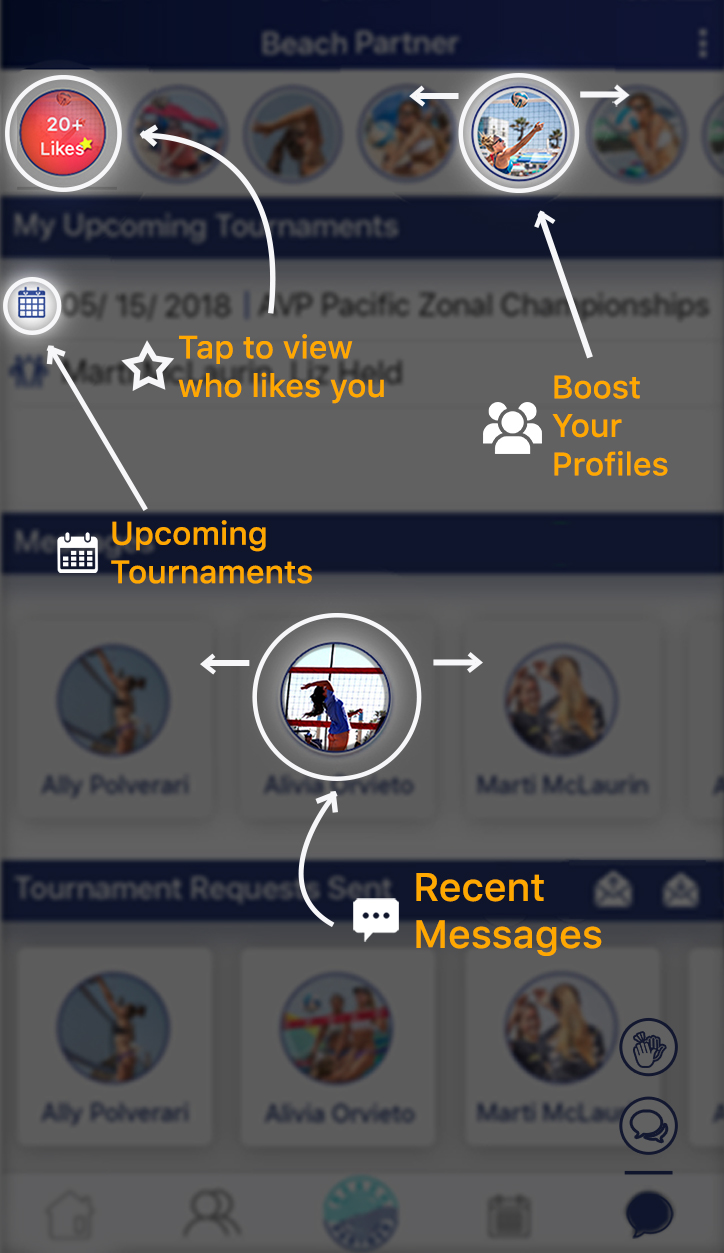 Beach Partner
20+
Likes
My Upcoming Tournaments
05/ 15/ 2018 | AVP Pacific Zonal Championships
Tap to view
who likes you
Marti McLaurin, Liz Held
Boost
Your
Profiles
Upcoming
Tournaments
Messages
Ally Polverari
Alivia Orvieto
Marti McLaurin
Tournament Requests Sent
Recent
Messages
Ally Polverari
Alivia Orvieto
Marti McLaur